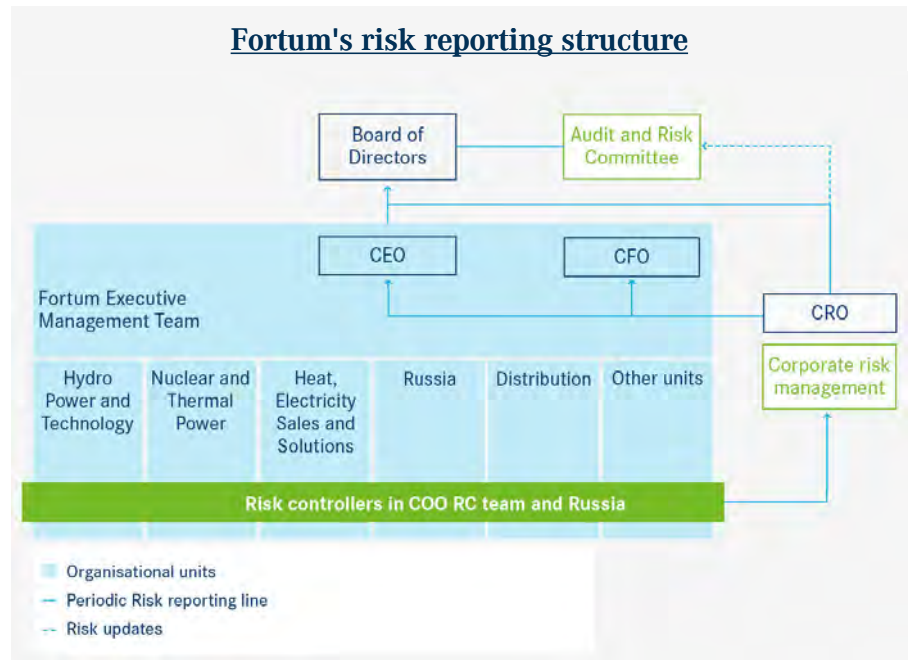 Fortum's risk reporting structure
Board of
Directors
Audit and Risk
Committee
CEO
CFO
Fortum Executive
Management Team
CRO
Corporate risk
management
Hydro
Power and
Technology
Nuclear and
Thermal
Power
Heat,
Electricity
Sales and
Solutions
Russia
Distribution
Other units
Risk controllers in COO RC team and Russia
Organisational units
Periodic Risk reporting line
Risk updates